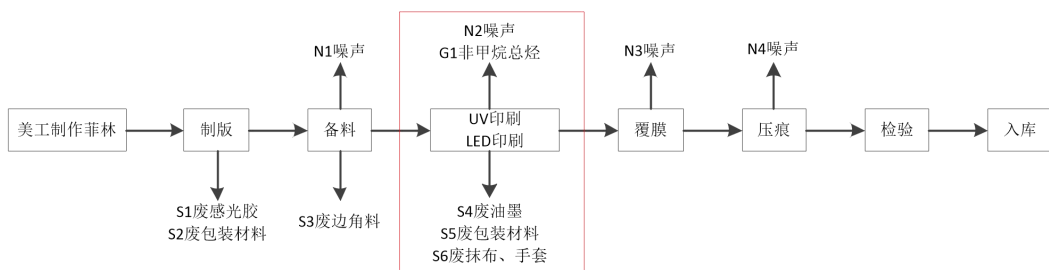 N1噪声
N2噪声
G1非甲烷总烃
N3噪声
N4噪声
美工制作菲林
制版
备料
UV印刷
LED印刷
覆膜
压痕
检验
入库
S1废感光胶
S2废包装材料
S3废边角料
S4废油墨
S5废包装材料
S6废抹布、手套